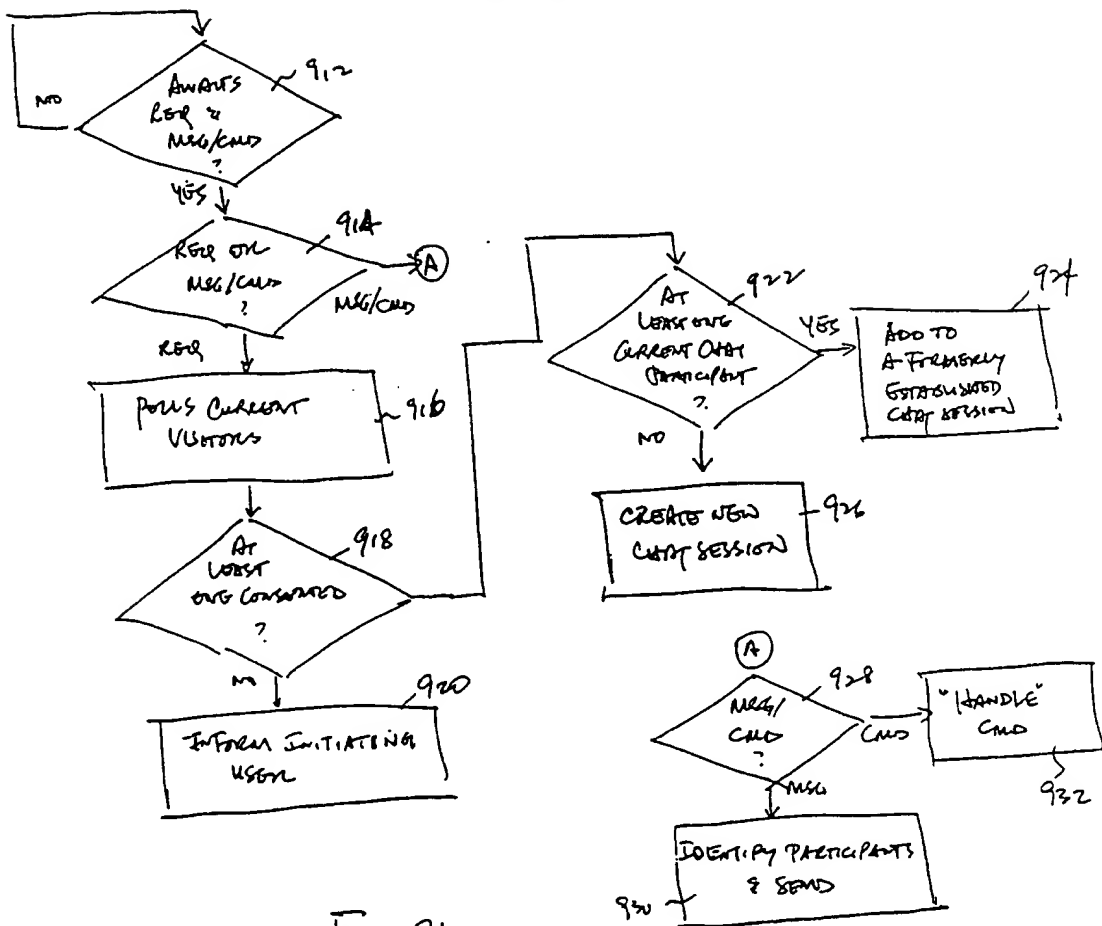 912
AWAITS
REQ &
MSG/CMD
?
NO
YES
914
REQ OR
MSG/CMD
?
A
MSG/CMD
REQ
POLLS CURRENT
VISITORS
916
918
AT
LEAST
ONE CONSENTED
?
NO
920
INFORM INITIATING
USER
922
AT
LEAST ONE
CURRENT CHAT
PARTICIPANT
?
YES
NO
924
ADD TO
A FORMERLY
ESTABLISHED
CHAT SESSION
926
CREATE NEW
CHAT SESSION
A
928
MSG/
CMD
?
CMD
MSG
"HANDLE"
CMD
932
IDENTIFY PARTICIPANTS
& SEND
930